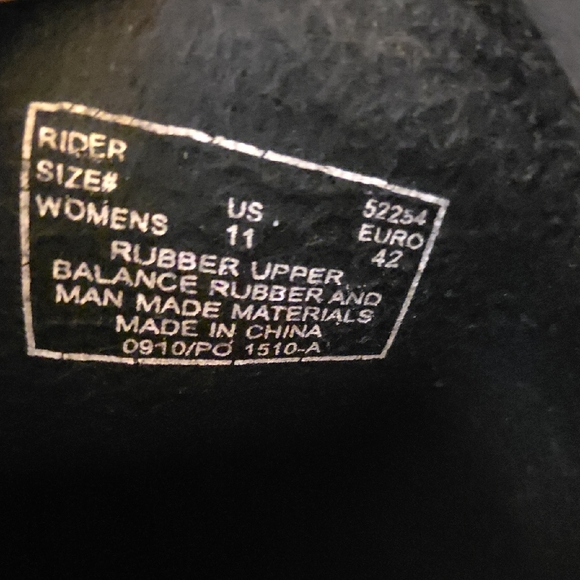 RIDER 52254
SIZE# US EURO
WOMENS 11 42
RUBBER UPPER
BALANCE RUBBER AND
MAN MADE MATERIALS
MADE IN CHINA
0910/PO 1510-A